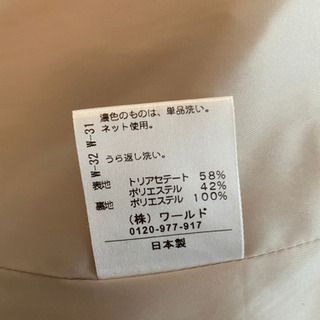 W-32 W-31
濃色のものは、単品洗い。
ネット使用。
うら返し洗い。
表地 トリアセテート 58%
ポリエステル 42%
裏地 ポリエステル 100%
(株) ワールド
0120-977-917
日本製